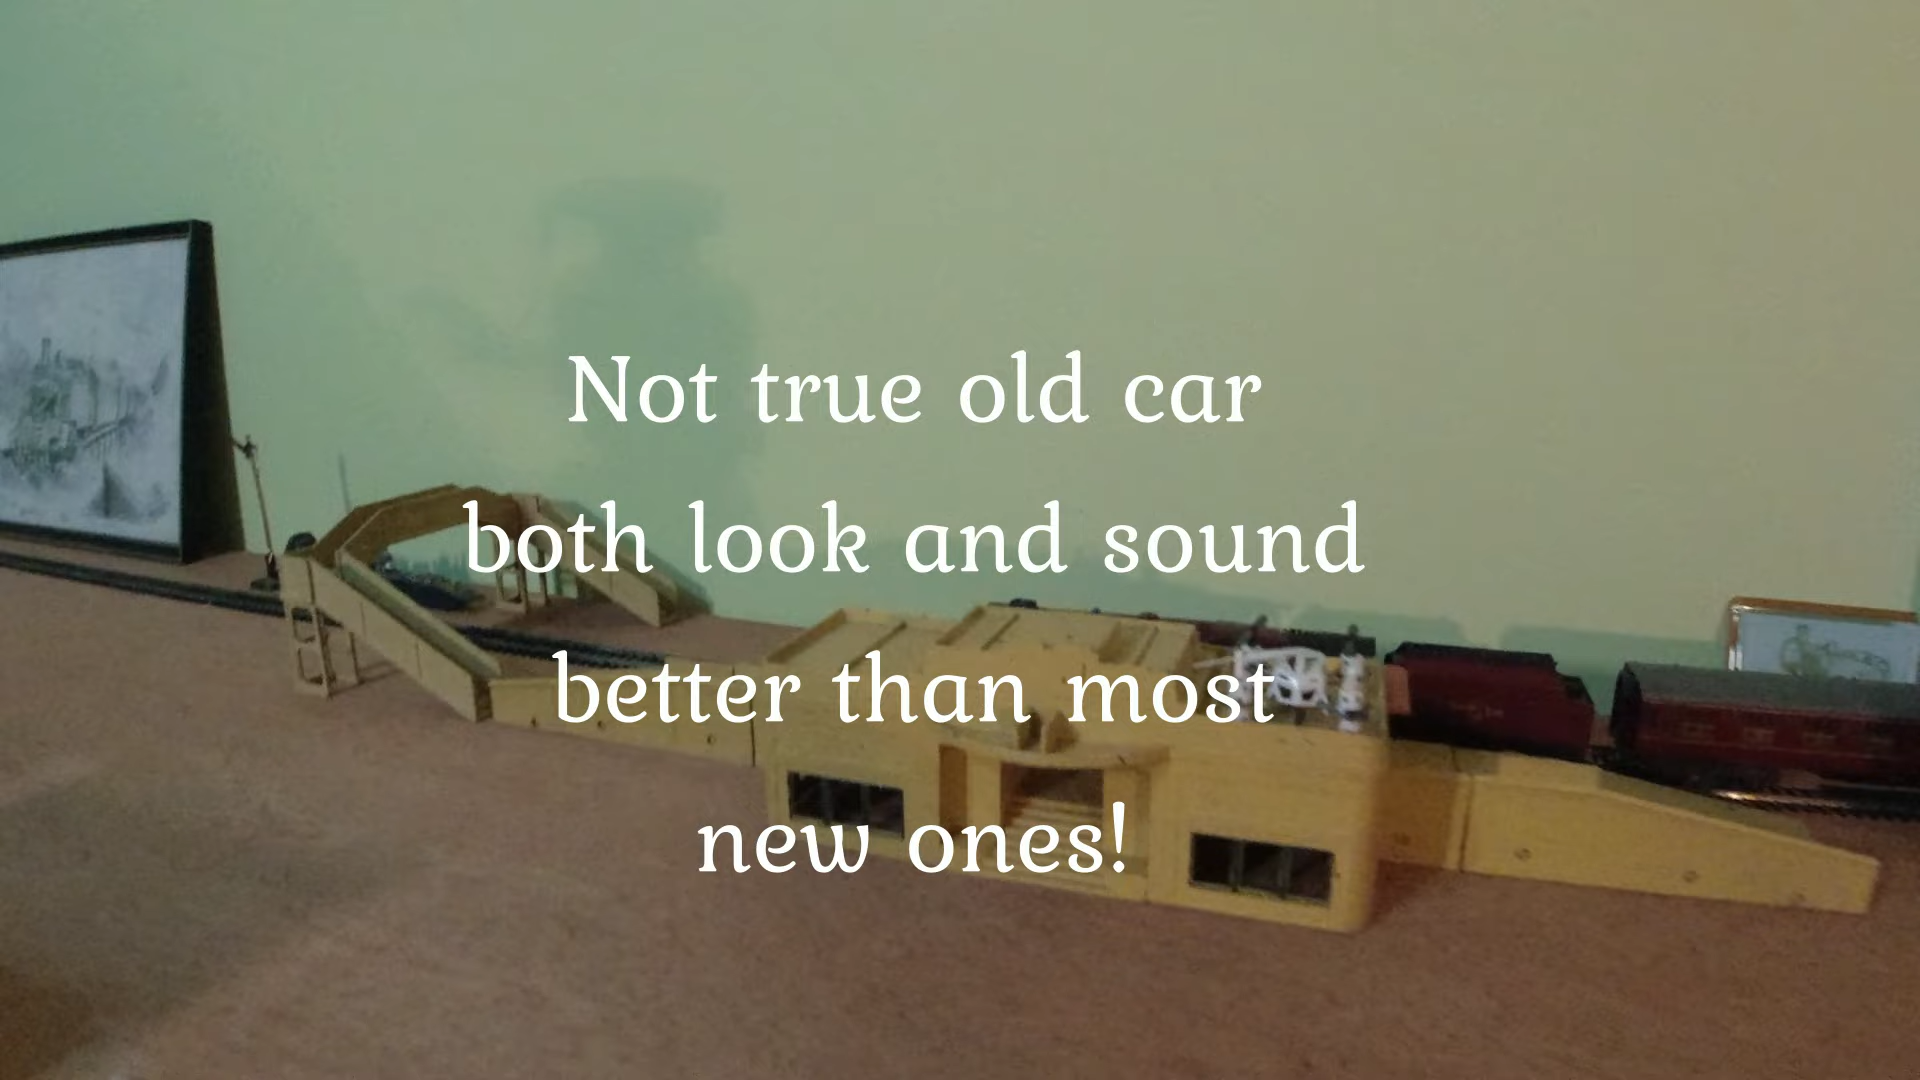 Not true old car
both look and sound
better than most
new ones!